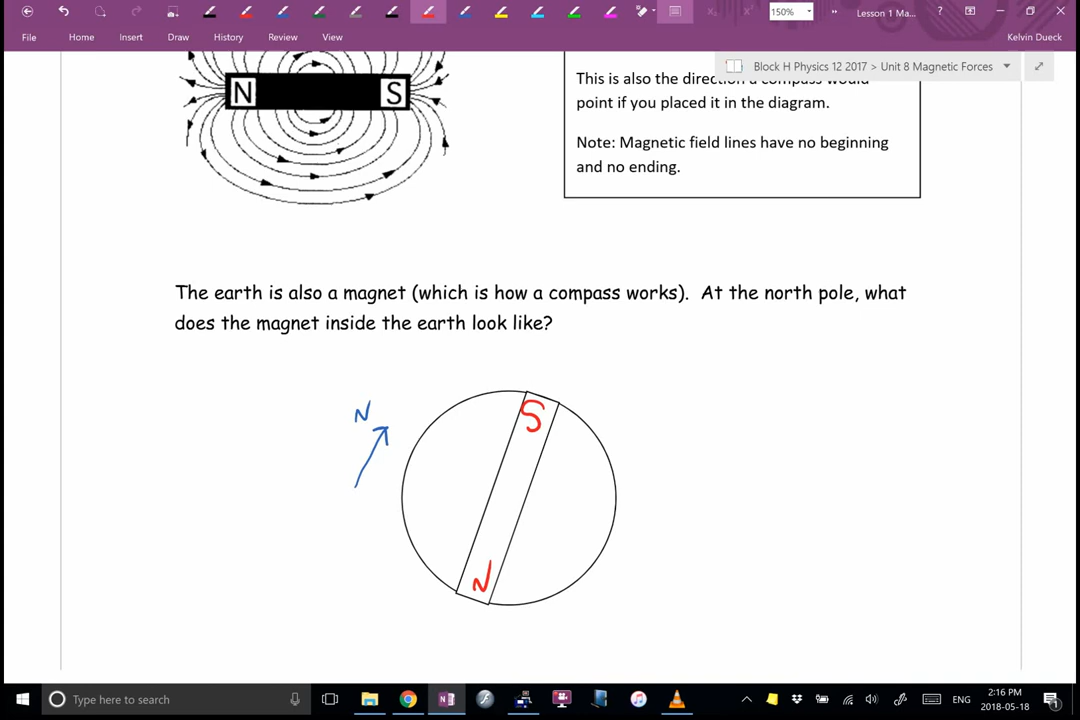 150%
Lesson 1 Ma...
?
File
Home
Insert
Draw
History
Review
View
Kelvin Dueck
Block H Physics 12 2017 > Unit 8 Magnetic Forces
N
S
This is also the direction a compass would
point if you placed it in the diagram.
Note: Magnetic field lines have no beginning
and no ending.
The earth is also a magnet (which is how a compass works). At the north pole, what
does the magnet inside the earth look like?
N
S
N
Type here to search
ENG
2:16 PM
2018-05-18
1